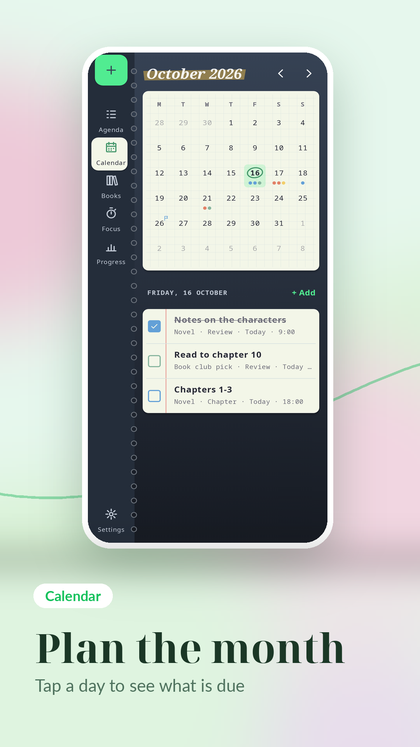 +
October 2026
M T W T F S S
28 29 30 1 2 3 4
5 6 7 8 9 10 11
12 13 14 15 16 17 18
19 20 21 22 23 24 25
26 27 28 29 30 31 1
2 3 4 5 6 7 8
Agenda
Calendar
Books
Focus
Progress
Settings
FRIDAY, 16 OCTOBER + Add
Notes on the characters
Novel · Review · Today · 9:00
Read to chapter 10
Book club pick · Review · Today …
Chapters 1-3
Novel · Chapter · Today · 18:00
Calendar
Plan the month
Tap a day to see what is due